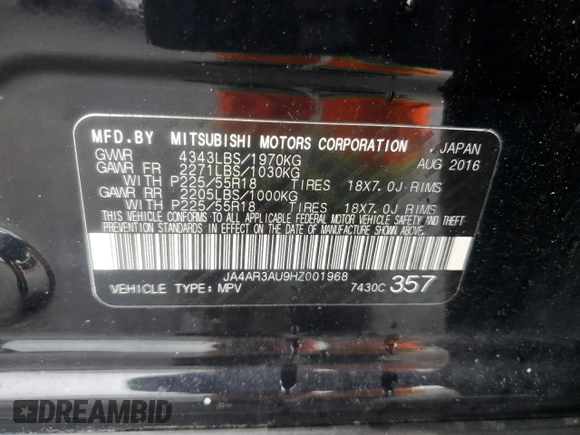 MFD.BY MITSUBISHI MOTORS CORPORATION JAPAN
GVWR 4343LBS/1970KG AUG 2016
GAWR FR 2271LBS/1030KG
WITH P225/55R18 TIRES 18X7.0J-RIMS
GAWR RR 2205LBS/1000KG
WITH P225/55R18 TIRES 18X7.0J-RIMS
THIS VEHICLE CONFORMS TO ALL APPLICABLE FEDERAL MOTOR VEHICLE SAFETY AND THEFT
PREVENTION STANDARDS IN EFFECT ON THE DATE OF MANUFACTURE SHOWN ABOVE.
JA4AR3AU9HZ001968
VEHICLE TYPE: MPV 7430C 357
DREAMBID